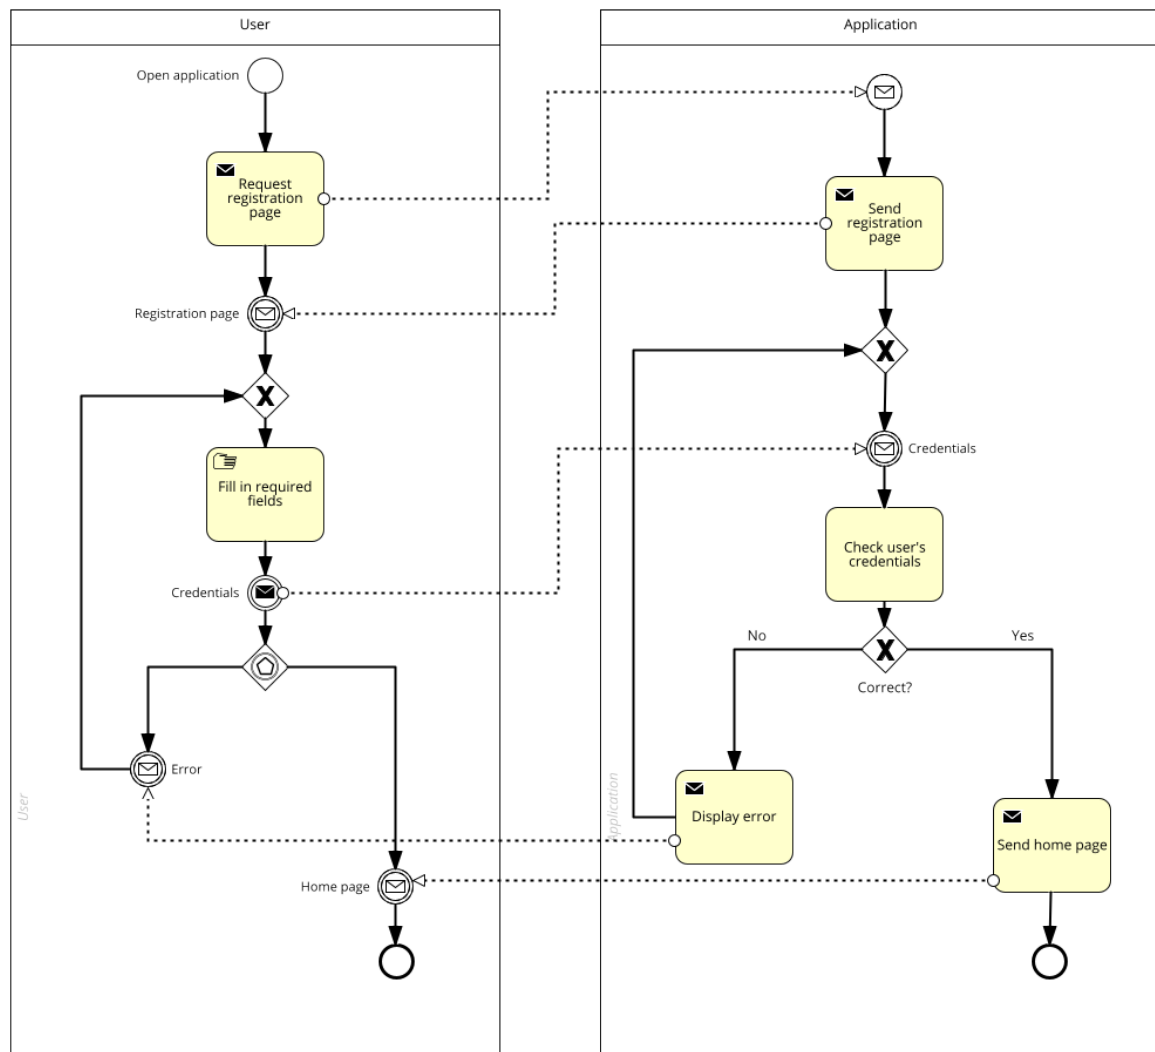 User
Application
Open application
Request
registration
page
Send
registration
page
Registration page
Credentials
Fill in required
fields
Check user's
credentials
Credentials
No
Yes
Correct?
Error
User
Application
Display error
Send home page
Home page